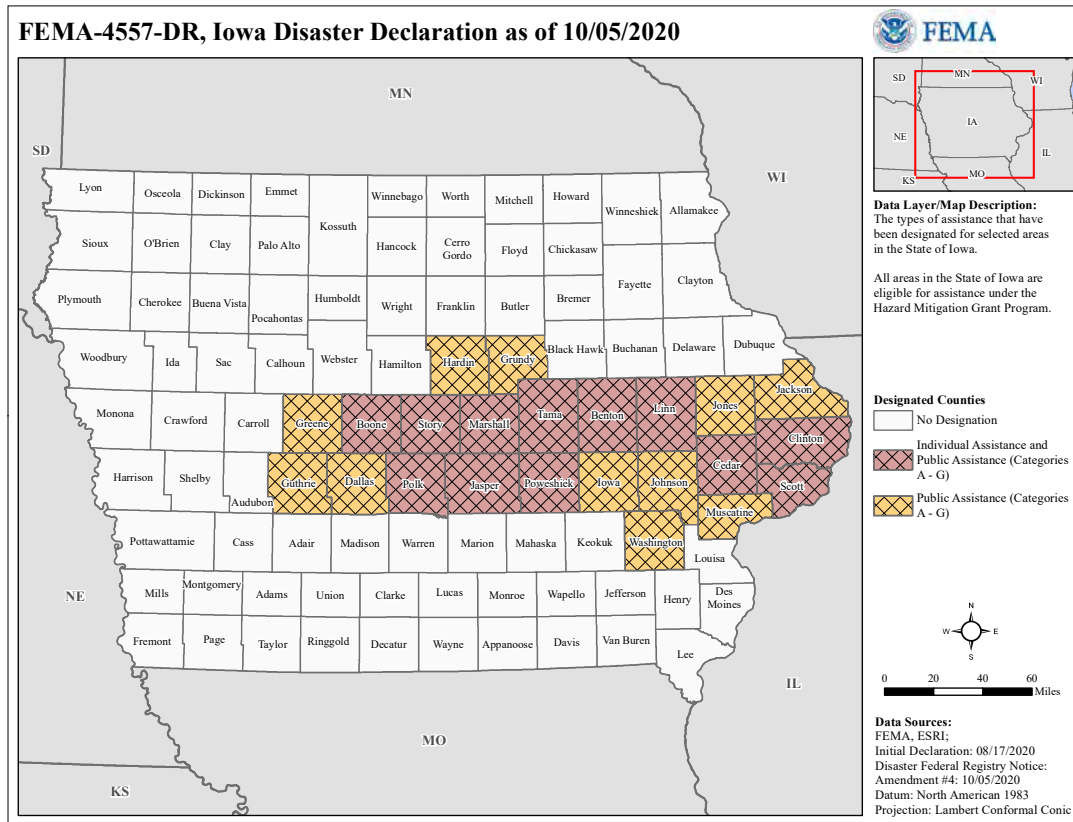 FEMA-4557-DR, Iowa Disaster Declaration as of 10/05/2020
FEMA
MN
SD
WI
NE
IL
MO
KS
Lyon
Osceola
Dickinson
Emmet
Kossuth
Winnebago
Worth
Mitchell
Howard
Winneshiek
Allamakee
Sioux
O'Brien
Clay
Palo Alto
Hancock
Cerro
Gordo
Floyd
Chickasaw
Fayette
Clayton
Plymouth
Cherokee
Buena Vista
Pocahontas
Humboldt
Wright
Franklin
Butler
Bremer
Woodbury
Ida
Sac
Calhoun
Webster
Hamilton
Hardin
Grundy
Black Hawk
Buchanan
Delaware
Dubuque
Monona
Crawford
Carroll
Greene
Boone
Story
Marshall
Tama
Benton
Linn
Jones
Jackson
Clinton
Harrison
Shelby
Audubon
Guthrie
Dallas
Polk
Jasper
Poweshiek
Iowa
Johnson
Cedar
Scott
Muscatine
Pottawattamie
Cass
Adair
Madison
Warren
Marion
Mahaska
Keokuk
Washington
Louisa
Mills
Montgomery
Adams
Union
Clarke
Lucas
Monroe
Wapello
Jefferson
Henry
Des
Moines
Fremont
Page
Taylor
Ringgold
Decatur
Wayne
Appanoose
Davis
Van Buren
Lee
SD
MN
WI
NE
IA
IL
KS
MO
Data Layer/Map Description:
The types of assistance that have
been designated for selected areas
in the State of Iowa.
All areas in the State of Iowa are
eligible for assistance under the
Hazard Mitigation Grant Program.
Designated Counties
No Designation
Individual Assistance and
Public Assistance (Categories
A - G)
Public Assistance (Categories
A - G)
N
W
E
S
0 20 40 60
Miles
Data Sources:
FEMA, ESRI;
Initial Declaration: 08/17/2020
Disaster Federal Registry Notice:
Amendment #4: 10/05/2020
Datum: North American 1983
Projection: Lambert Conformal Conic